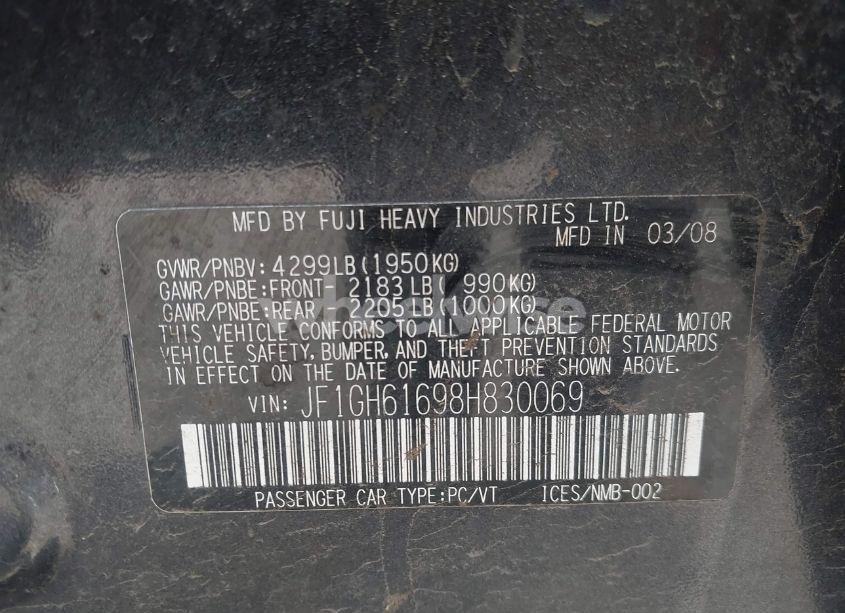 MFD BY FUJI HEAVY INDUSTRIES LTD.
MFD IN 03/08
GVWR/PNBV: 4299LB(1950KG)
GAWR/PNBE:FRONT- 2183LB( 990KG)
GAWR/PNBE:REAR - 2205LB(1000KG)
THIS VEHICLE CONFORMS TO ALL APPLICABLE FEDERAL MOTOR
VEHICLE SAFETY, BUMPER, AND THEFT PREVENTION STANDARDS
IN EFFECT ON THE DATE OF MANUFACTURE SHOWN ABOVE.
VIN: JF1GH61698H830069
PASSENGER CAR TYPE:PC/VT ICES/NMB-002